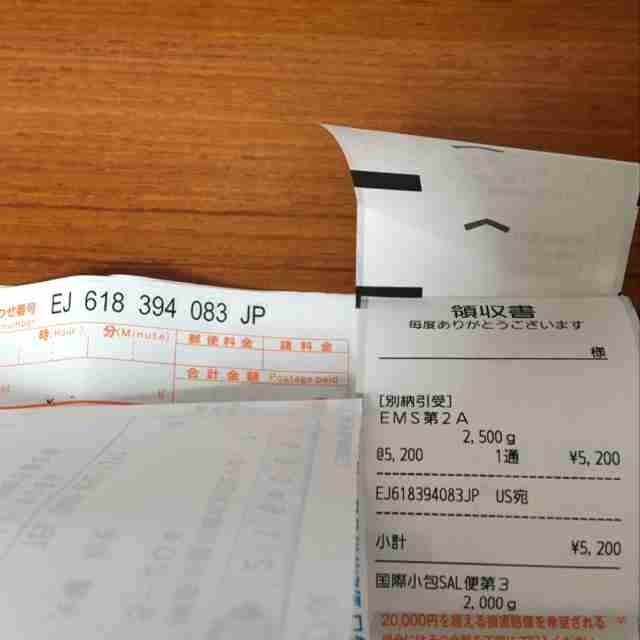 わせ番号 EJ 618 394 083 JP
number
時(Hour) 分(Minute) 郵便料金 諸料金
合計金額 Postage paid
領収書
毎度ありがとうございます
様
[別納引受]
EMS第2A
2,500g
@5,200 1通 ¥5,200
EJ618394083JP US宛
小計 ¥5,200
国際小包SAL便第3
2,000g
20,000円を超える損害賠償を希望される